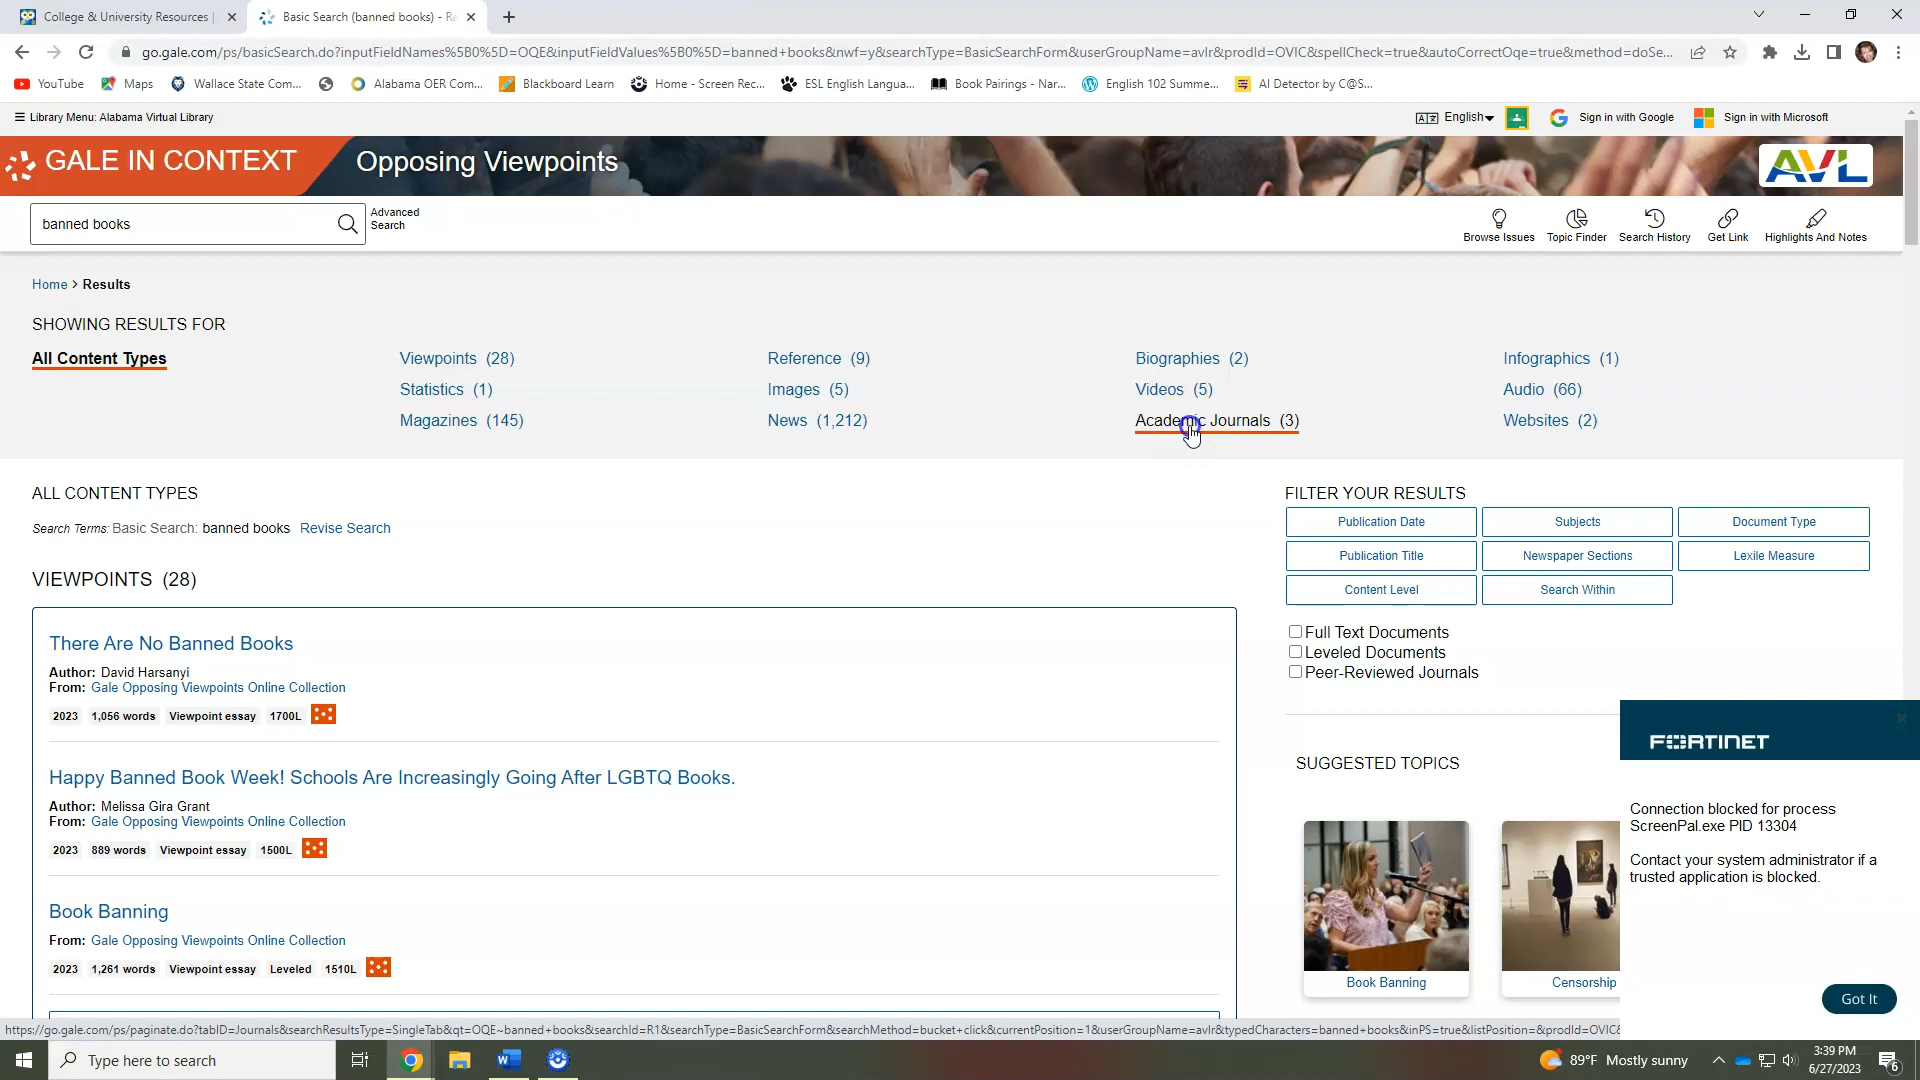 College & University Resources |
Basic Search (banned books) - Re
go.gale.com/ps/basicSearch.do?inputFieldNames%5B0%5D=OQE&inputFieldValues%5B0%5D=banned+books&nwf=y&searchType=BasicSearchForm&userGroupName=avlr&prodId=OVIC&spellCheck=true&autoCorrectOqe=true&method=doSe...
YouTube Maps Wallace State Com... Alabama OER Com... Blackboard Learn Home - Screen Rec... ESL English Langua... Book Pairings - Nar... English 102 Summe... AI Detector by C@S...
Library Menu: Alabama Virtual Library
English Sign in with Google Sign in with Microsoft
GALE IN CONTEXT Opposing Viewpoints AVL
banned books
Advanced
Search
Browse Issues Topic Finder Search History Get Link Highlights And Notes
Home > Results
SHOWING RESULTS FOR
All Content Types Viewpoints (28) Reference (9) Biographies (2) Infographics (1)
Statistics (1) Images (5) Videos (5) Audio (66)
Magazines (145) News (1,212) Academic Journals (3) Websites (2)
ALL CONTENT TYPES
Search Terms: Basic Search: banned books Revise Search
VIEWPOINTS (28)
There Are No Banned Books
Author: David Harsanyi
From: Gale Opposing Viewpoints Online Collection
2023 1,056 words Viewpoint essay 1700L
Happy Banned Book Week! Schools Are Increasingly Going After LGBTQ Books.
Author: Melissa Gira Grant
From: Gale Opposing Viewpoints Online Collection
2023 889 words Viewpoint essay 1500L
Book Banning
From: Gale Opposing Viewpoints Online Collection
2023 1,261 words Viewpoint essay Leveled 1510L
FILTER YOUR RESULTS
Publication Date Subjects Document Type
Publication Title Newspaper Sections Lexile Measure
Content Level Search Within
Full Text Documents
Leveled Documents
Peer-Reviewed Journals
SUGGESTED TOPICS
Book Banning Censorship
FORTINET
Connection blocked for process
ScreenPal.exe PID 13304
Contact your system administrator if a
trusted application is blocked.
Got It
https://go.gale.com/ps/paginate.do?tabID=Journals&searchResultsType=SingleTab&qt=OQE~banned+books&searchId=R1&searchType=BasicSearchForm&searchMethod=bucket+click&currentPosition=1&userGroupName=avlr&typedCharacters=banned+books&inPS=true&listPosition=&prodId=OVIC&
Type here to search
89°F Mostly sunny
3:39 PM
6/27/2023
6